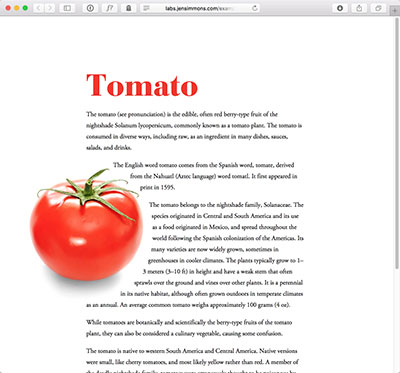 labs.jensimmons.com/exam
Tomato
The tomato (see pronunciation) is the edible, often red berry-type fruit of the
nightshade Solanum lycopersicum, commonly known as a tomato plant. The tomato is
consumed in diverse ways, including raw, as an ingredient in many dishes, sauces,
salads, and drinks.
The English word tomato comes from the Spanish word, tomate, derived
from the Nahuatl (Aztec language) word tomatl. It first appeared in
print in 1595.
The tomato belongs to the nightshade family, Solanaceae. The
species originated in Central and South America and its use
as a food originated in Mexico, and spread throughout the
world following the Spanish colonization of the Americas. Its
many varieties are now widely grown, sometimes in
greenhouses in cooler climates. The plants typically grow to 1–
3 meters (3–10 ft) in height and have a weak stem that often
sprawls over the ground and vines over other plants. It is a perennial
in its native habitat, although often grown outdoors in temperate climates
as an annual. An average common tomato weighs approximately 100 grams (4 oz).
While tomatoes are botanically and scientifically the berry-type fruits of the tomato
plant, they can also be considered a culinary vegetable, causing some confusion.
The tomato is native to western South America and Central America. Native versions
were small, like cherry tomatoes, and most likely yellow rather than red. A member of